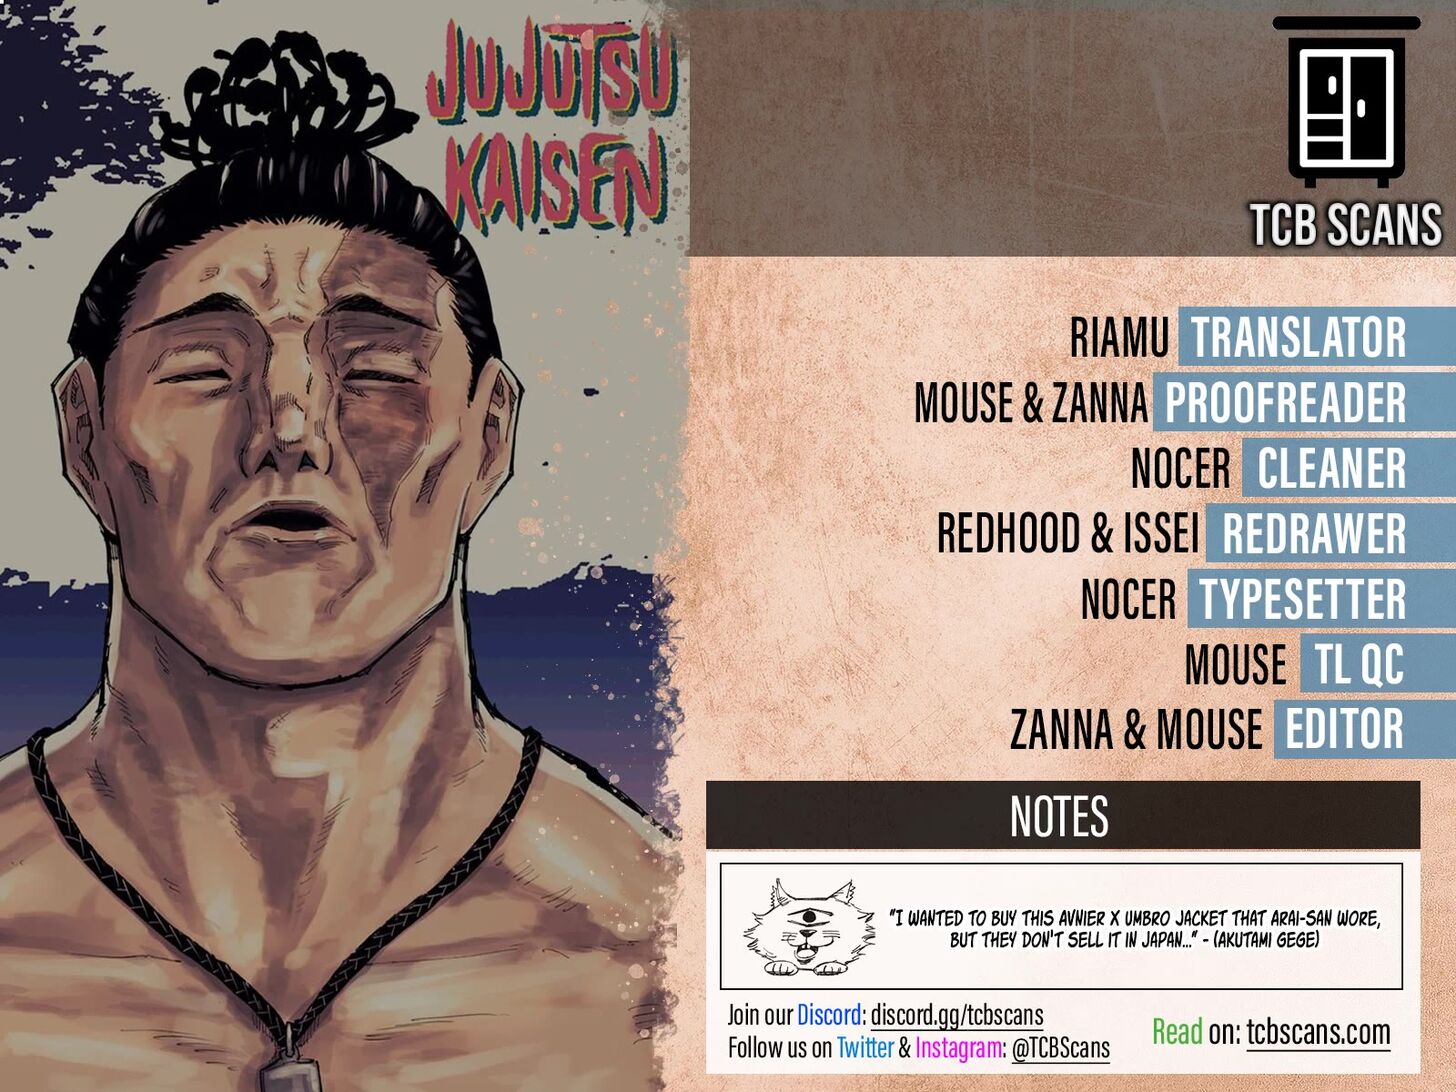 JUJUTSU
KAISEN
TCB SCANS
RIAMU TRANSLATOR
MOUSE & ZANNA PROOFREADER
NOCER CLEANER
REDHOOD & ISSEI REDRAWER
NOCER TYPESETTER
MOUSE TL QC
ZANNA & MOUSE EDITOR
NOTES
"I WANTED TO BUY THIS AVNIER X UMBRO JACKET THAT ARAI-SAN WORE,
BUT THEY DON'T SELL IT IN JAPAN..." - (AKUTAMI GEGE)
Join our Discord: discord.gg/tcbscans
Follow us on Twitter & Instagram: @TCBScans
Read on: tcbscans.com